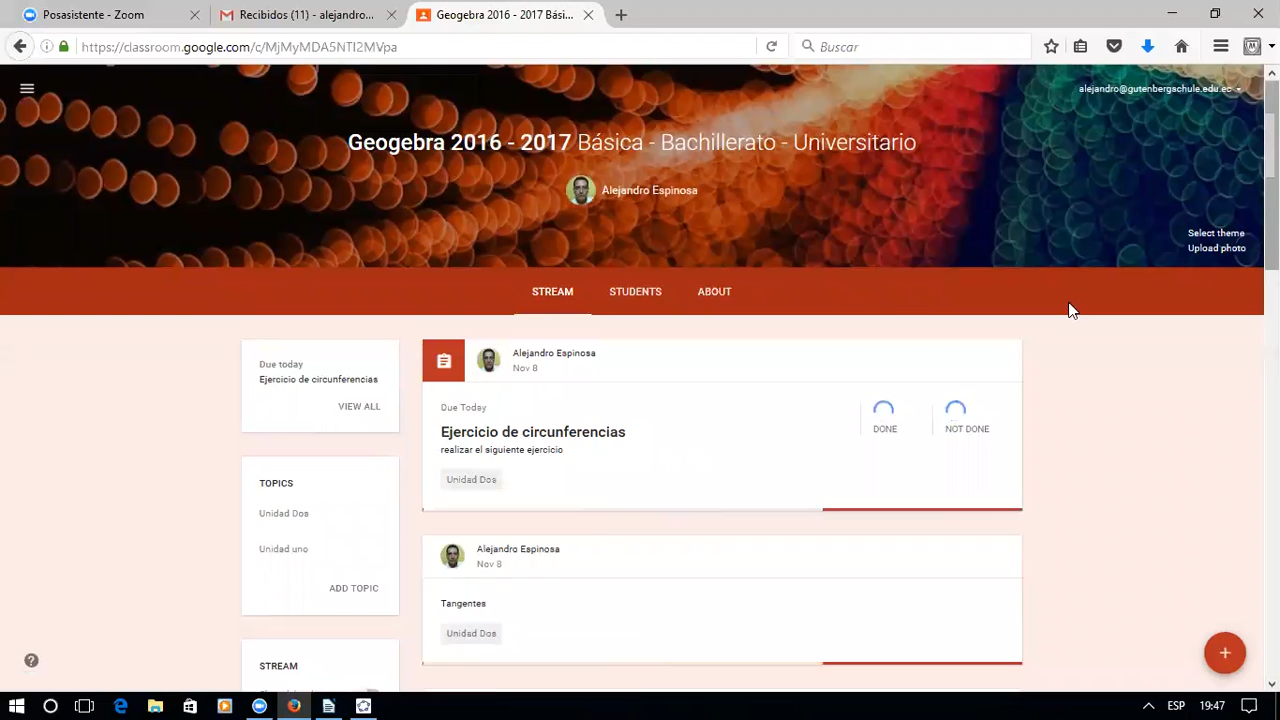 Posasistente - Zoom
Recibidos (11) - alejandro...
Geogebra 2016 - 2017 Bási...
https://classroom.google.com/c/MjMyMDA5NTI2MVpa
Buscar
alejandro@gutenbergschule.edu.ec
Geogebra 2016 - 2017 Básica - Bachillerato - Universitario
Alejandro Espinosa
Select theme
Upload photo
STREAM STUDENTS ABOUT
Due today
Ejercicio de circunferencias
VIEW ALL
TOPICS
Unidad Dos
Unidad uno
ADD TOPIC
STREAM
Alejandro Espinosa
Nov 8
Due Today
Ejercicio de circunferencias
realizar el siguiente ejercicio
DONE
NOT DONE
Unidad Dos
Alejandro Espinosa
Nov 8
Tangentes
Unidad Dos
ESP
19:47